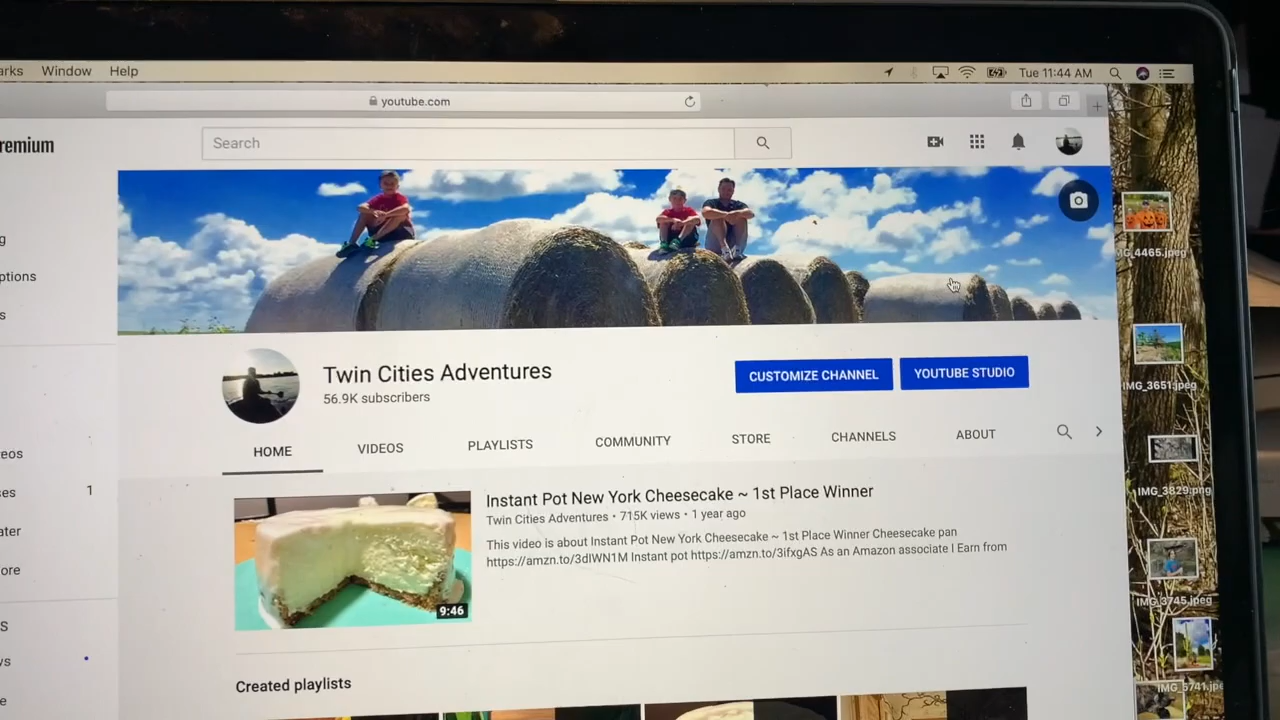 arks Window Help Tue 11:44 AM
youtube.com
remium Search
g
ptions
s
eos
es 1
ater
ore
S
vs
e
Twin Cities Adventures
56.9K subscribers
CUSTOMIZE CHANNEL YOUTUBE STUDIO
HOME VIDEOS PLAYLISTS COMMUNITY STORE CHANNELS ABOUT
Instant Pot New York Cheesecake ~ 1st Place Winner
Twin Cities Adventures • 715K views • 1 year ago
This video is about Instant Pot New York Cheesecake ~ 1st Place Winner Cheesecake pan
https://amzn.to/3dIWN1M Instant pot https://amzn.to/3ifxgAS As an Amazon associate I Earn from
9:46
Created playlists
IMG_4465.jpeg
IMG_3651.jpeg
IMG_3829.png
IMG_3745.jpeg
IMG_5741.jpe